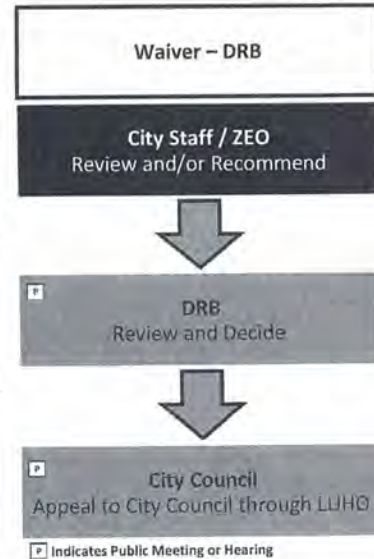 Waiver – DRB
City Staff / ZEO
Review and/or Recommend
P
DRB
Review and Decide
P
City Council
Appeal to City Council through LUHO
P Indicates Public Meeting or Hearing